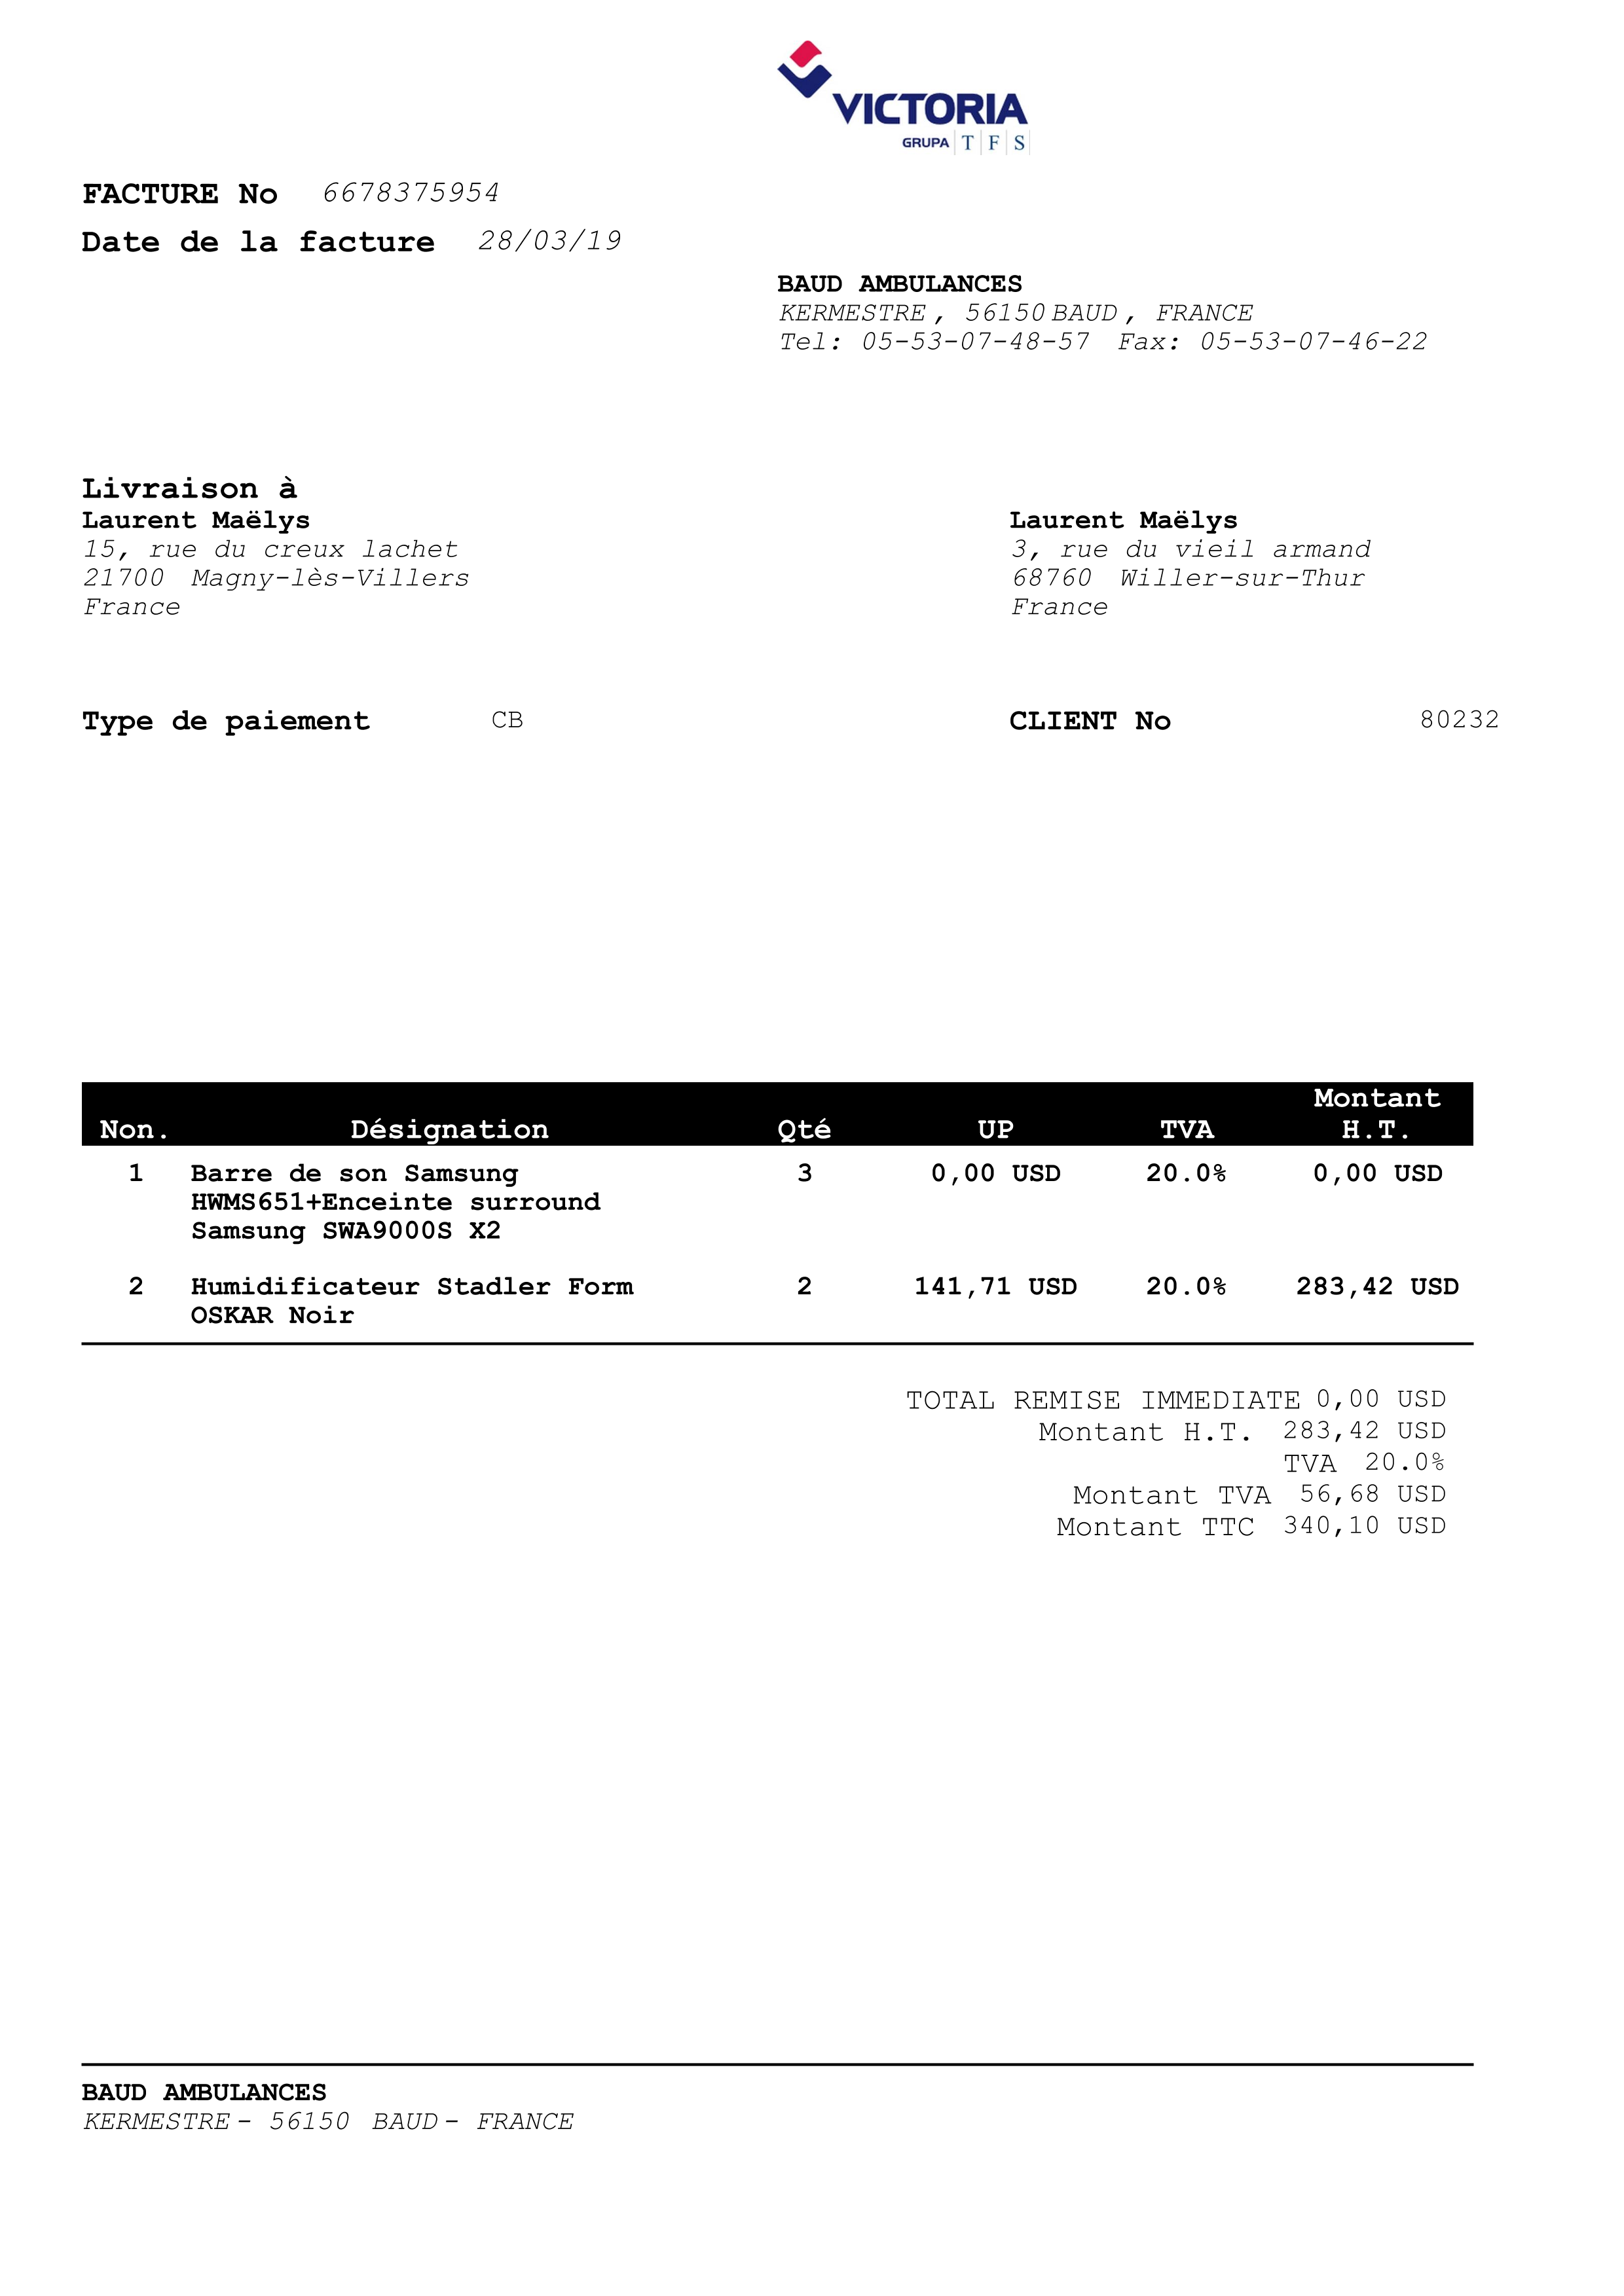 VICTORIA
GRUPA T F S
FACTURE No 6678375954
Date de la facture 28/03/19
BAUD AMBULANCES
KERMESTRE , 56150 BAUD , FRANCE
Tel: 05-53-07-48-57 Fax: 05-53-07-46-22
Livraison à
Laurent Maëlys
15, rue du creux lachet
21700 Magny-lès-Villers
France
Laurent Maëlys
3, rue du vieil armand
68760 Willer-sur-Thur
France
Type de paiement CB
CLIENT No 80232
Non. Désignation Qté UP TVA Montant H.T.
1 Barre de son Samsung 3 0,00 USD 20.0% 0,00 USD
HWMS651+Enceinte surround
Samsung SWA9000S X2
2 Humidificateur Stadler Form 2 141,71 USD 20.0% 283,42 USD
OSKAR Noir
TOTAL REMISE IMMEDIATE 0,00 USD
Montant H.T. 283,42 USD
TVA 20.0%
Montant TVA 56,68 USD
Montant TTC 340,10 USD
BAUD AMBULANCES
KERMESTRE - 56150 BAUD - FRANCE